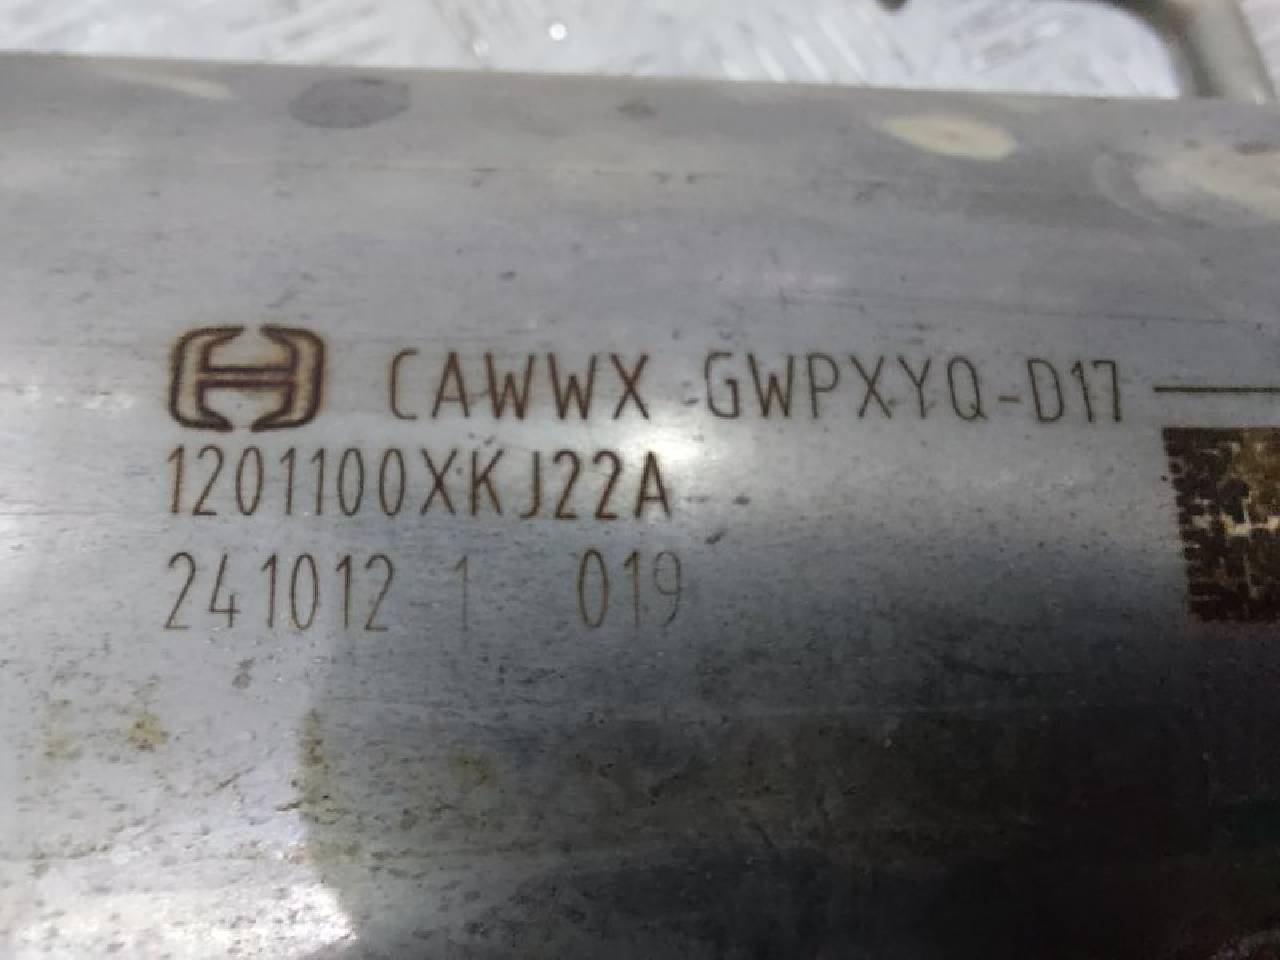 CAWWX GWPXYQ-D17
1201100XKJ22A
241012 1 019